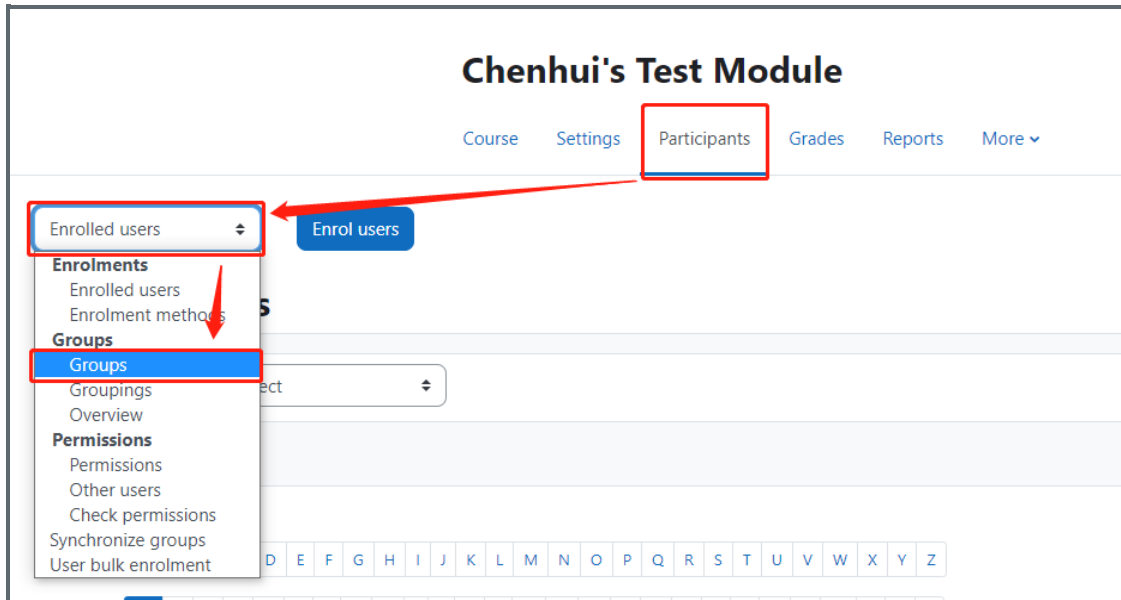 Chenhui's Test Module
Course Settings Participants Grades Reports More
Enrolled users Enrol users
Enrolments
Enrolled users
Enrolment methods
Groups
Groups
Groupings
Overview
Permissions
Permissions
Other users
Check permissions
Synchronize groups
User bulk enrolment
D E F G H I J K L M N O P Q R S T U V W X Y Z